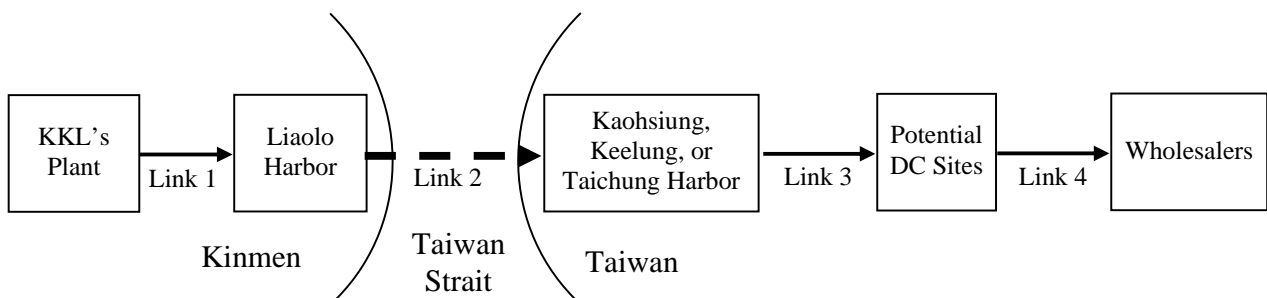 KKL's
Plant
Link 1
Liaolo
Harbor
Link 2
Kaohsiung,
Keelung, or
Taichung Harbor
Link 3
Potential
DC Sites
Link 4
Wholesalers
Kinmen
Taiwan
Strait
Taiwan